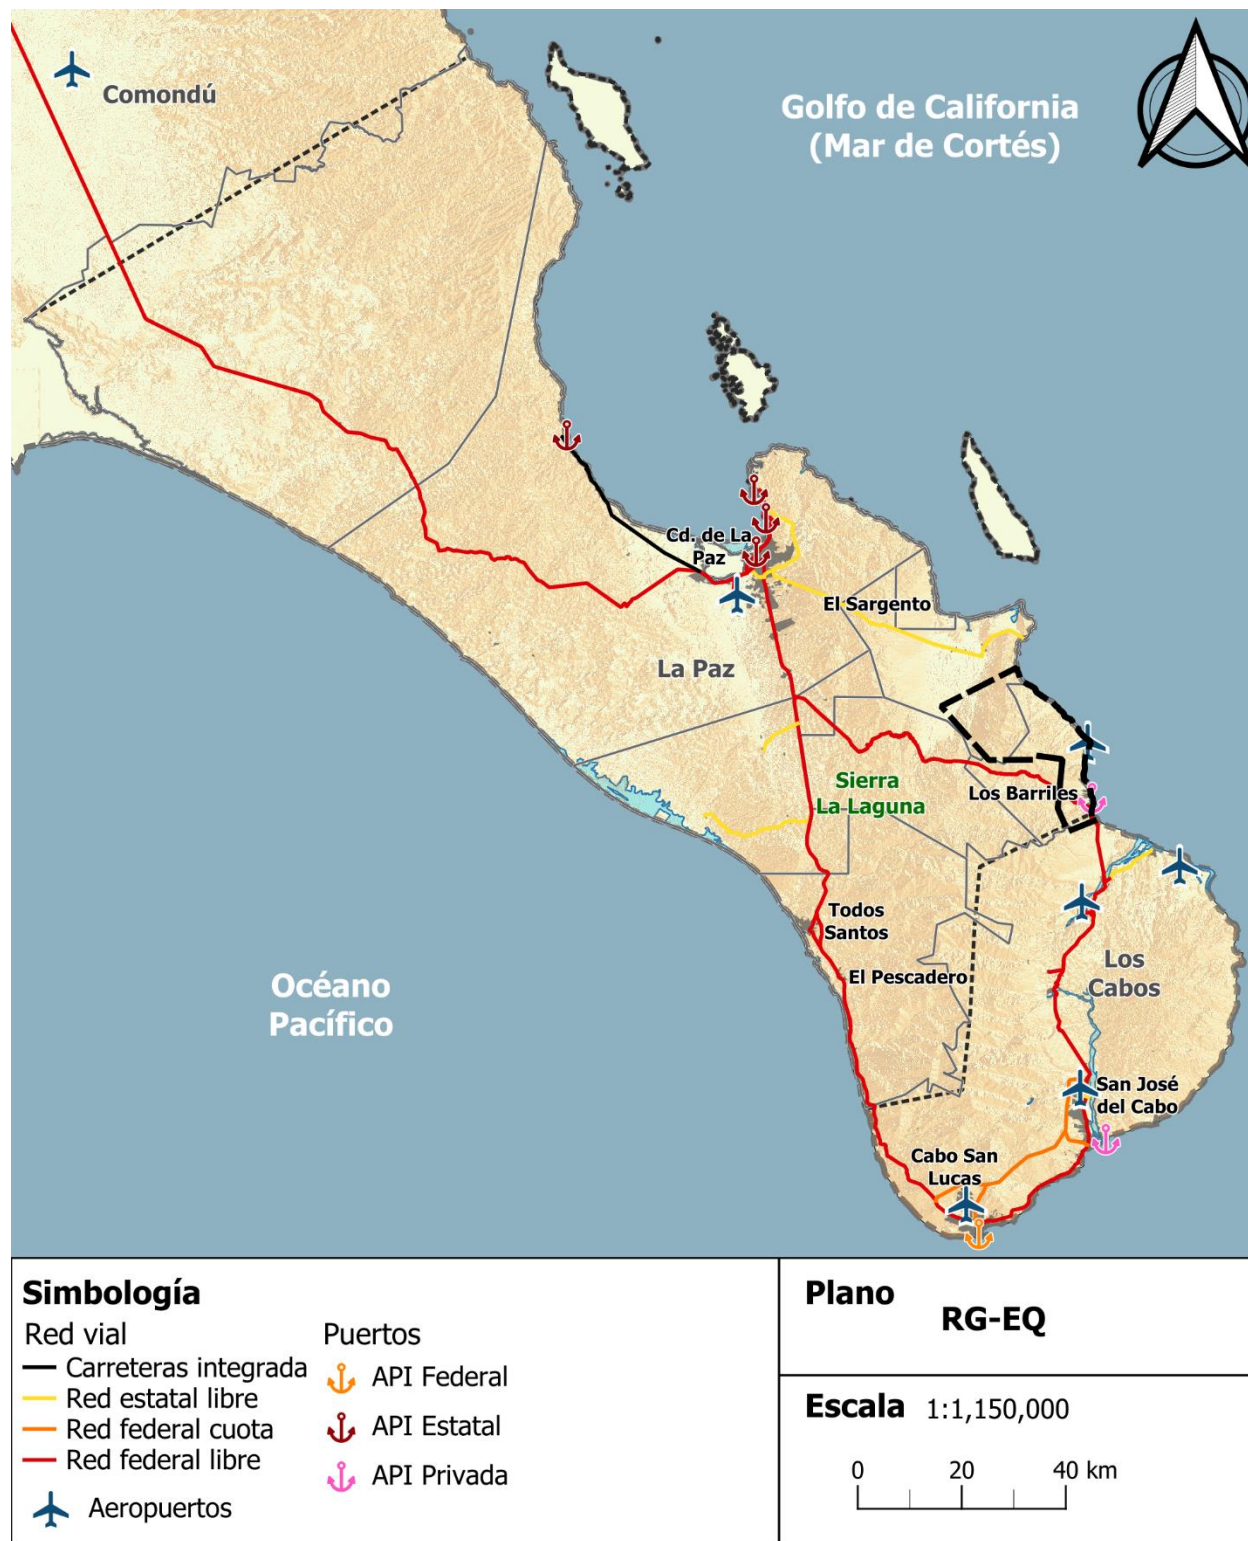 Comondú
Golfo de California
(Mar de Cortés)
Cd. de La
Paz
El Sargento
La Paz
Sierra
La Laguna
Los Barriles
Todos
Santos
El Pescadero
Los
Cabos
Océano
Pacífico
San José
del Cabo
Cabo San
Lucas
Simbología
Red vial
Carreteras integrada
Red estatal libre
Red federal cuota
Red federal libre
Aeropuertos
Puertos
API Federal
API Estatal
API Privada
Plano
RG-EQ
Escala 1:1,150,000
0 20 40 km